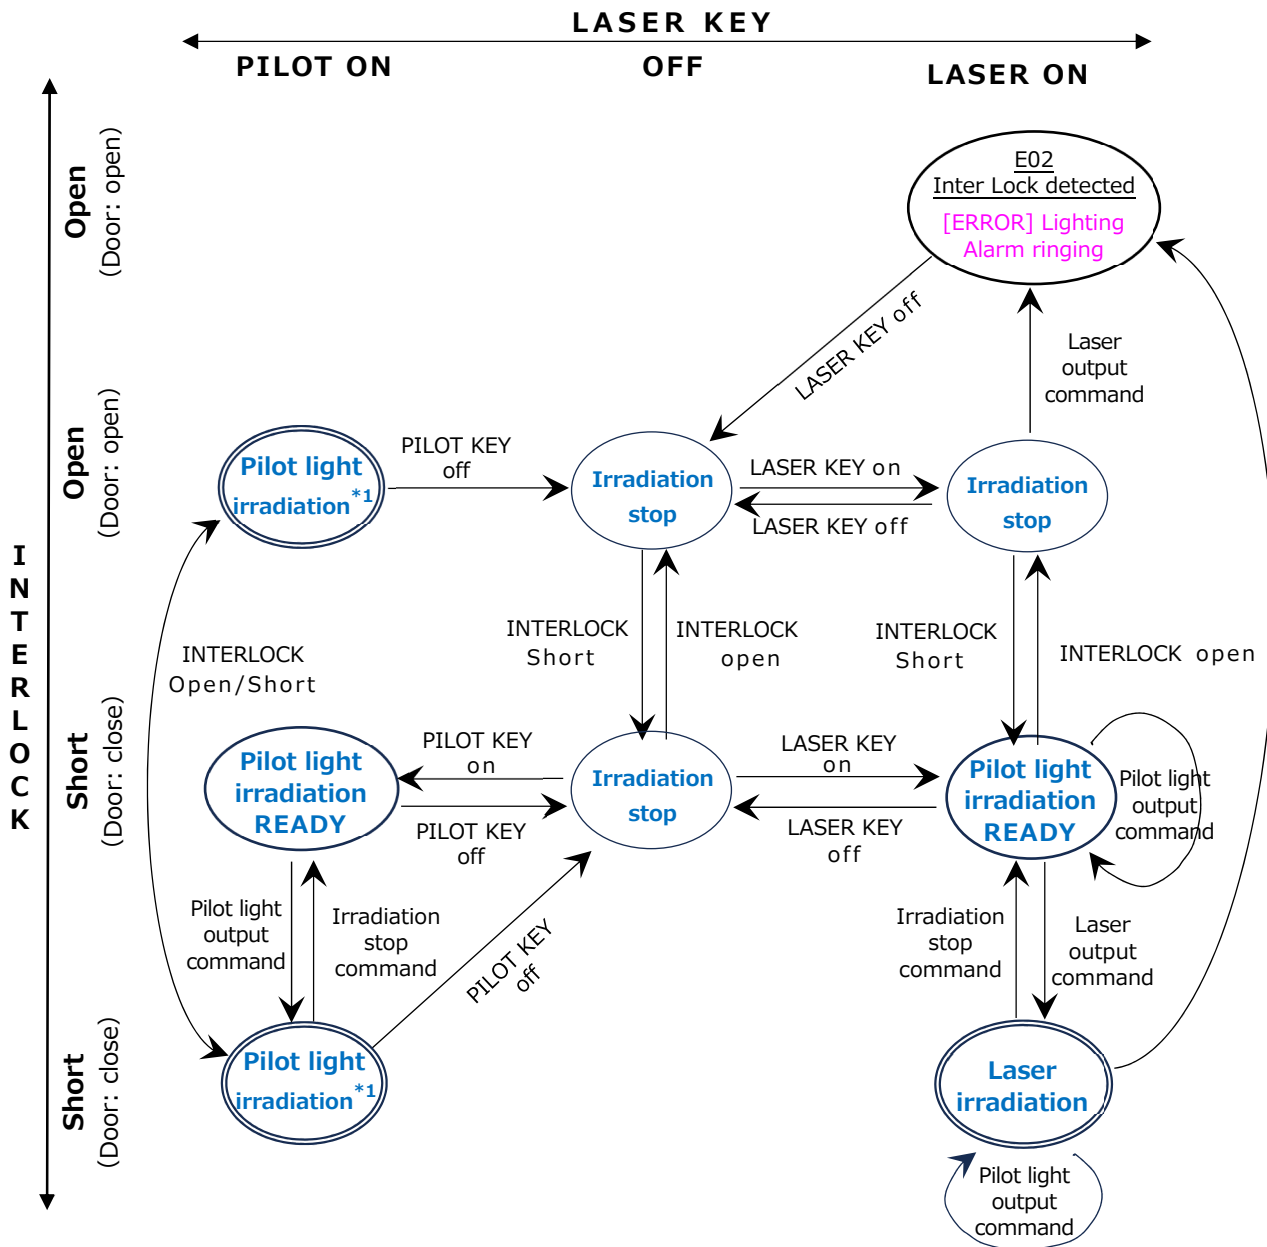 LASER KEY
PILOT ON
OFF
LASER ON
INTERLOCK
Open
(Door: open)
E02
Inter Lock detected
[ERROR] Lighting
Alarm ringing
LASER KEY off
Laser
output
command
Open
(Door: open)
Pilot light
irradiation*1
PILOT KEY
off
Irradiation
stop
LASER KEY on
LASER KEY off
Irradiation
stop
INTERLOCK
Open/Short
INTERLOCK
Short
INTERLOCK
open
INTERLOCK
Short
INTERLOCK open
Short
(Door: close)
Pilot light
irradiation
READY
PILOT KEY
on
PILOT KEY
off
Irradiation
stop
LASER KEY
on
LASER KEY
off
Pilot light
irradiation
READY
Pilot light
output
command
Pilot light
output
command
Irradiation
stop
command
PILOT KEY
off
Irradiation
stop
command
Laser
output
command
Short
(Door: close)
Pilot light
irradiation*1
Laser
irradiation
Pilot light
output
command